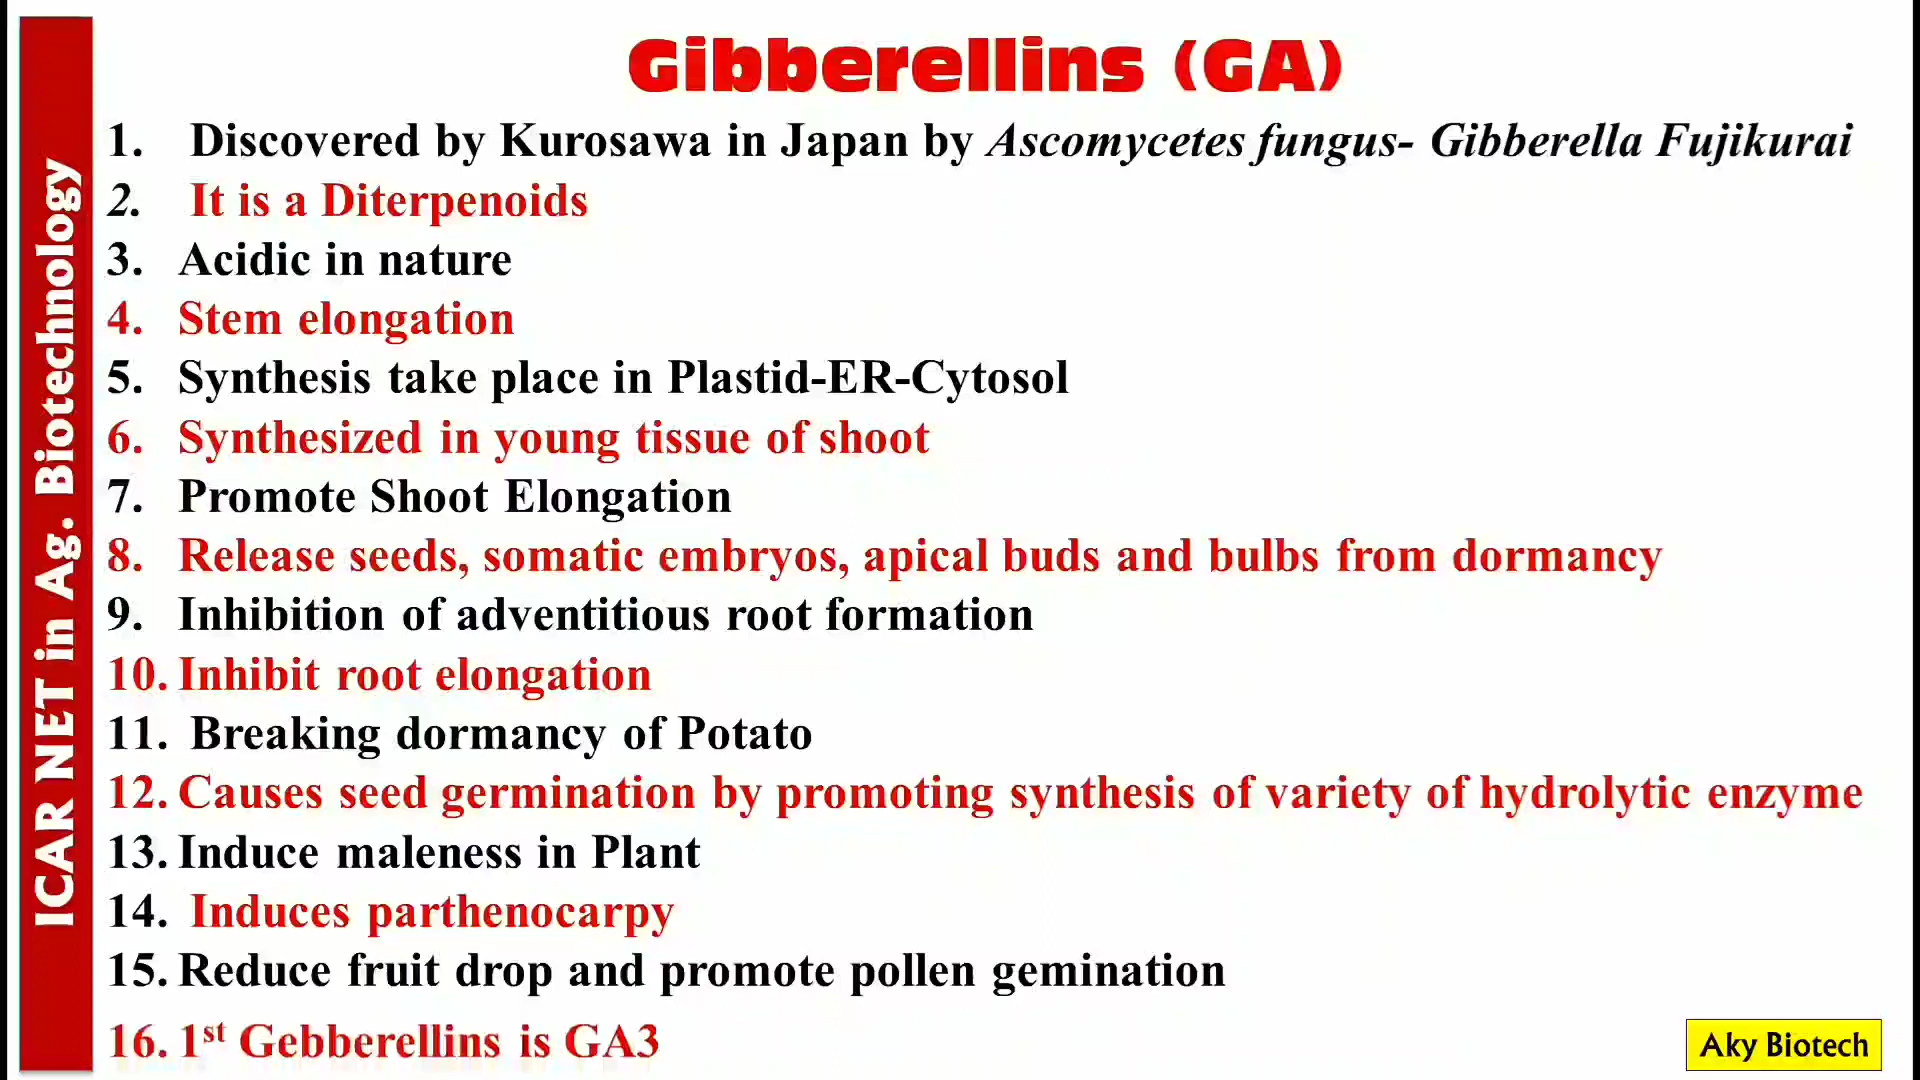 Gibberellins (GA)
1. Discovered by Kurosawa in Japan by Ascomycetes fungus- Gibberella Fujikurai
2. It is a Diterpenoids
3. Acidic in nature
4. Stem elongation
5. Synthesis take place in Plastid-ER-Cytosol
6. Synthesized in young tissue of shoot
7. Promote Shoot Elongation
8. Release seeds, somatic embryos, apical buds and bulbs from dormancy
9. Inhibition of adventitious root formation
10. Inhibit root elongation
11. Breaking dormancy of Potato
12. Causes seed germination by promoting synthesis of variety of hydrolytic enzyme
13. Induce maleness in Plant
14. Induces parthenocarpy
15. Reduce fruit drop and promote pollen gemination
16. 1st Gebberellins is GA3
ICAR NET in Ag. Biotechnology
Aky Biotech